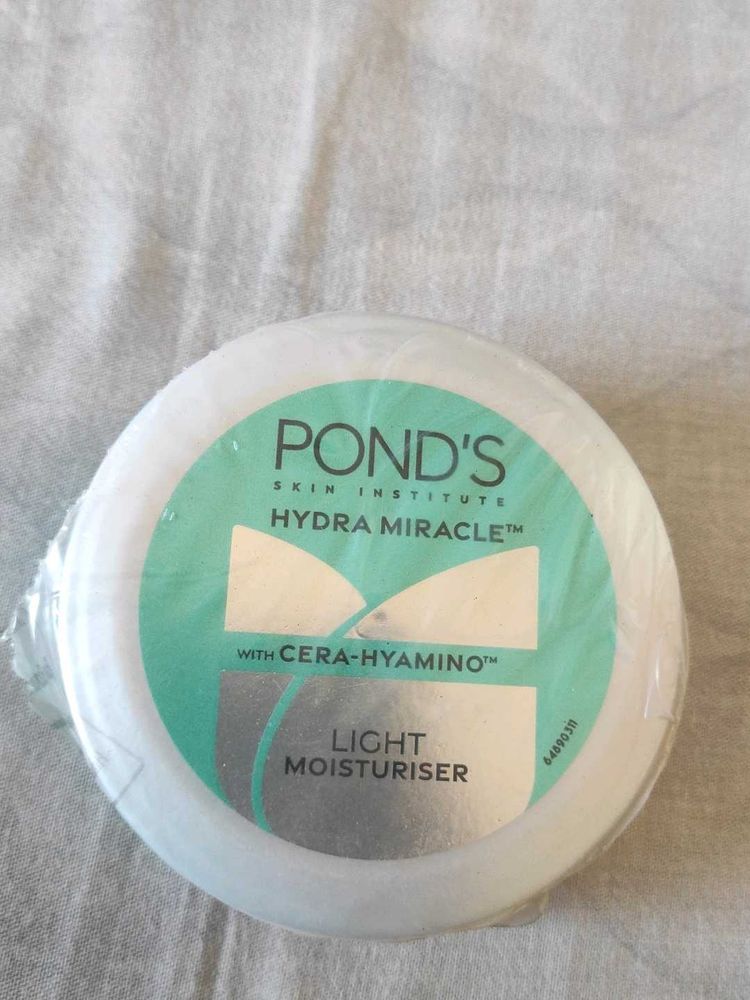 POND'S
SKIN INSTITUTE
HYDRA MIRACLE™
WITH CERA-HYAMINO™
LIGHT
MOISTURISER
64890311